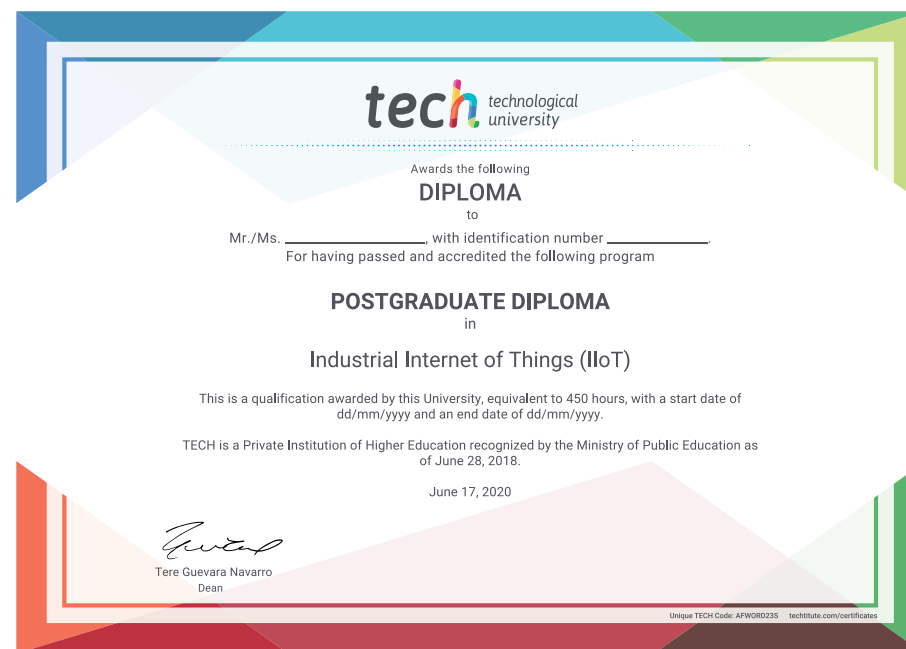 tech technological
university
Awards the following
DIPLOMA
to
Mr./Ms. ____________________, with identification number ______________.
For having passed and accredited the following program
POSTGRADUATE DIPLOMA
in
Industrial Internet of Things (IIoT)
This is a qualification awarded by this University, equivalent to 450 hours, with a start date of
dd/mm/yyyy and an end date of dd/mm/yyyy.
TECH is a Private Institution of Higher Education recognized by the Ministry of Public Education as
of June 28, 2018.
June 17, 2020
Tere Guevara Navarro
Dean
Unique TECH Code: AFWORD23S techtitute.com/certificates